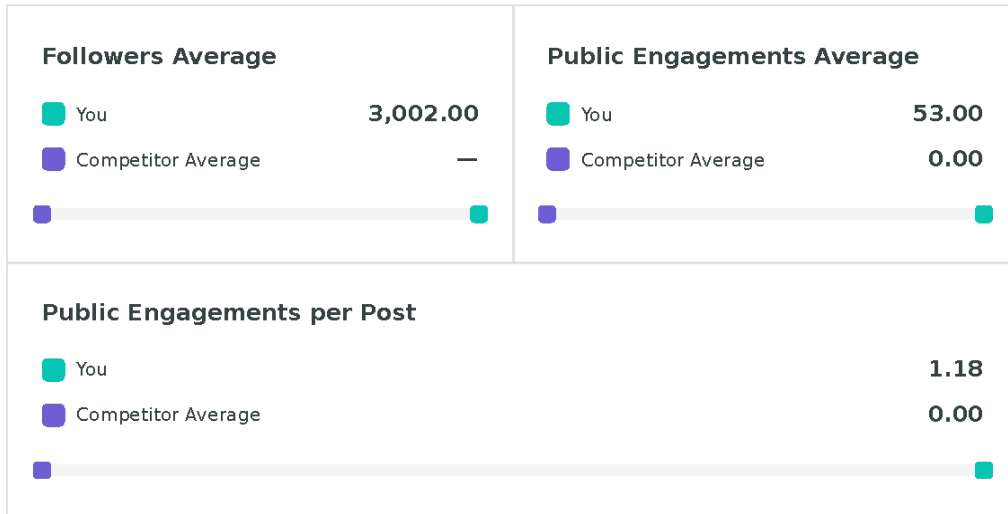 Followers Average
You 3,002.00
Competitor Average —
Public Engagements Average
You 53.00
Competitor Average 0.00
Public Engagements per Post
You 1.18
Competitor Average 0.00